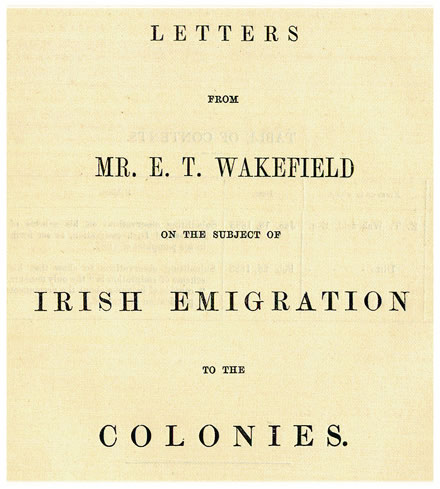 LETTERS
FROM
MR. E. T. WAKEFIELD
ON THE SUBJECT OF
IRISH EMIGRATION
TO THE
COLONIES.